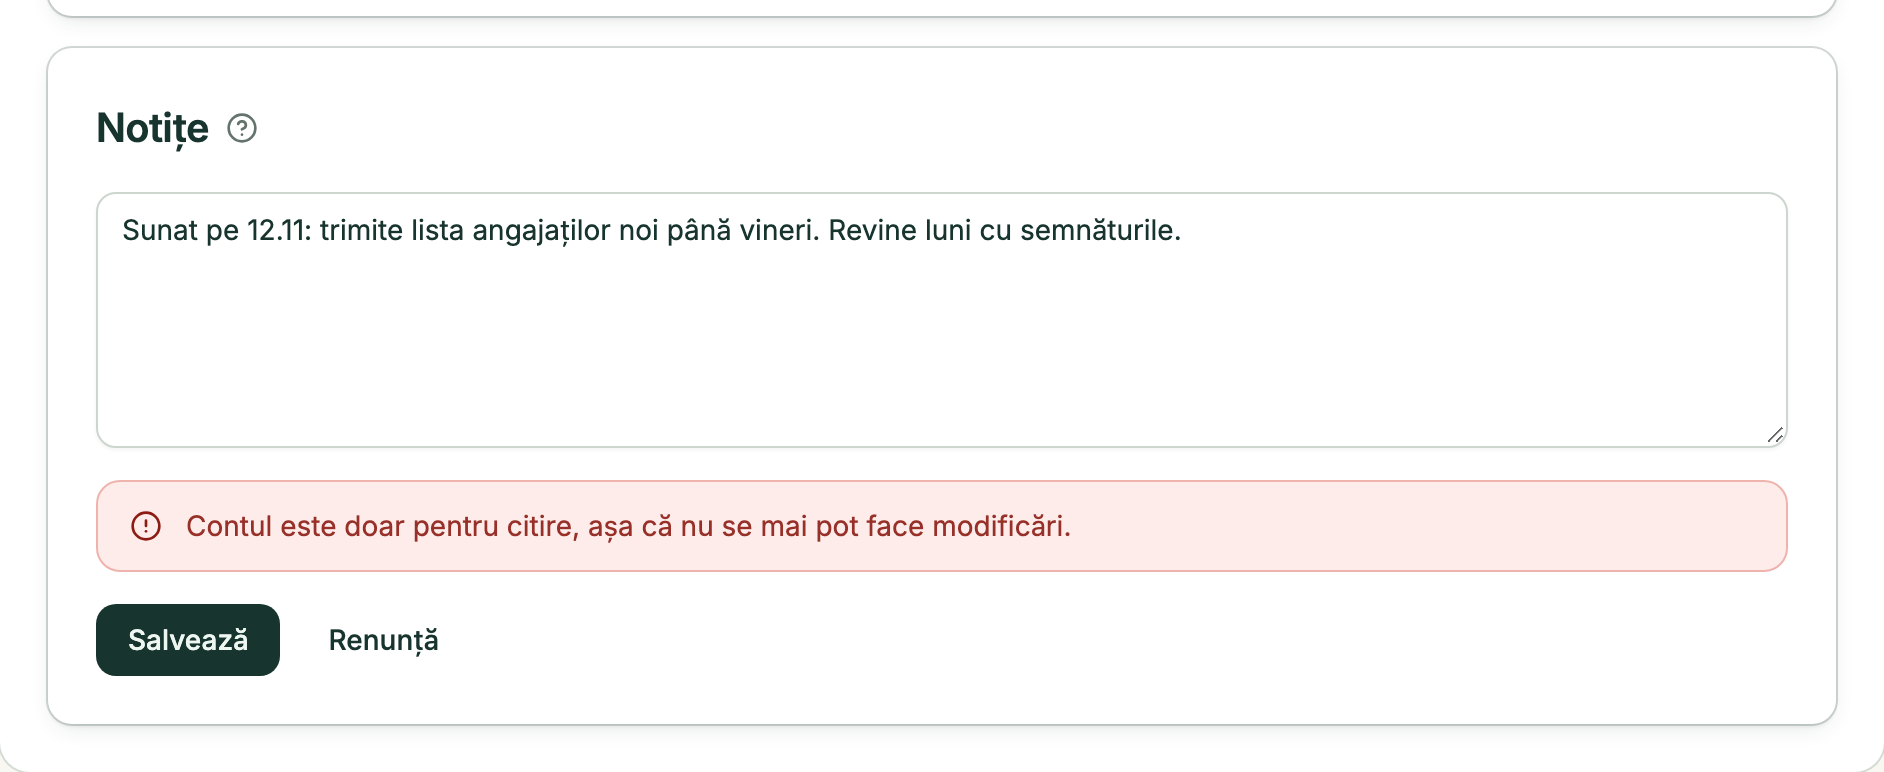 Notițe
Sunat pe 12.11: trimite lista angajaților noi până vineri. Revine luni cu semnăturile.
Contul este doar pentru citire, așa că nu se mai pot face modificări.
Salvează
Renunță